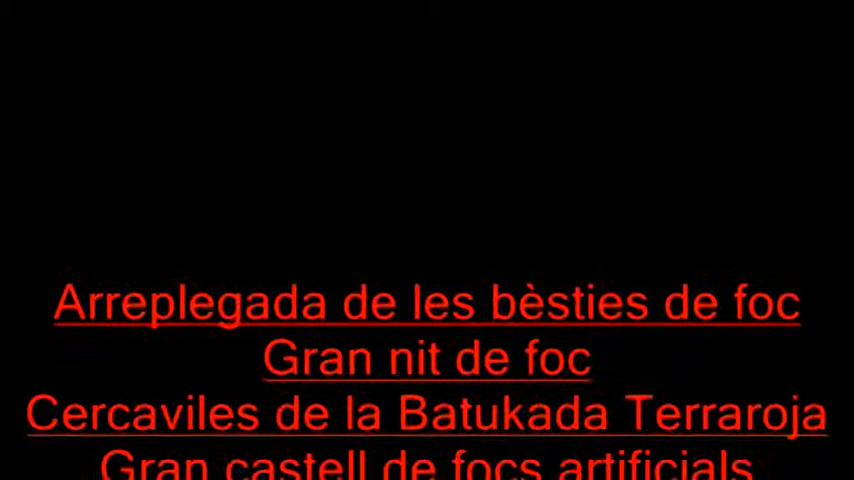 Arreplegada de les bèsties de foc
Gran nit de foc
Cercaviles de la Batukada Terraroja
Gran castell de focs artificials